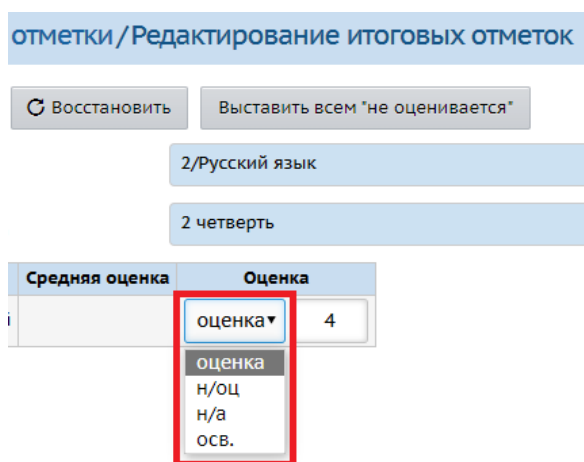 отметки/Редактирование итоговых отметок
Восстановить Выставить всем "не оценивается"
2/Русский язык
2 четверть
Средняя оценка Оценка
й оценка 4
оценка
н/оц
н/а
осв.